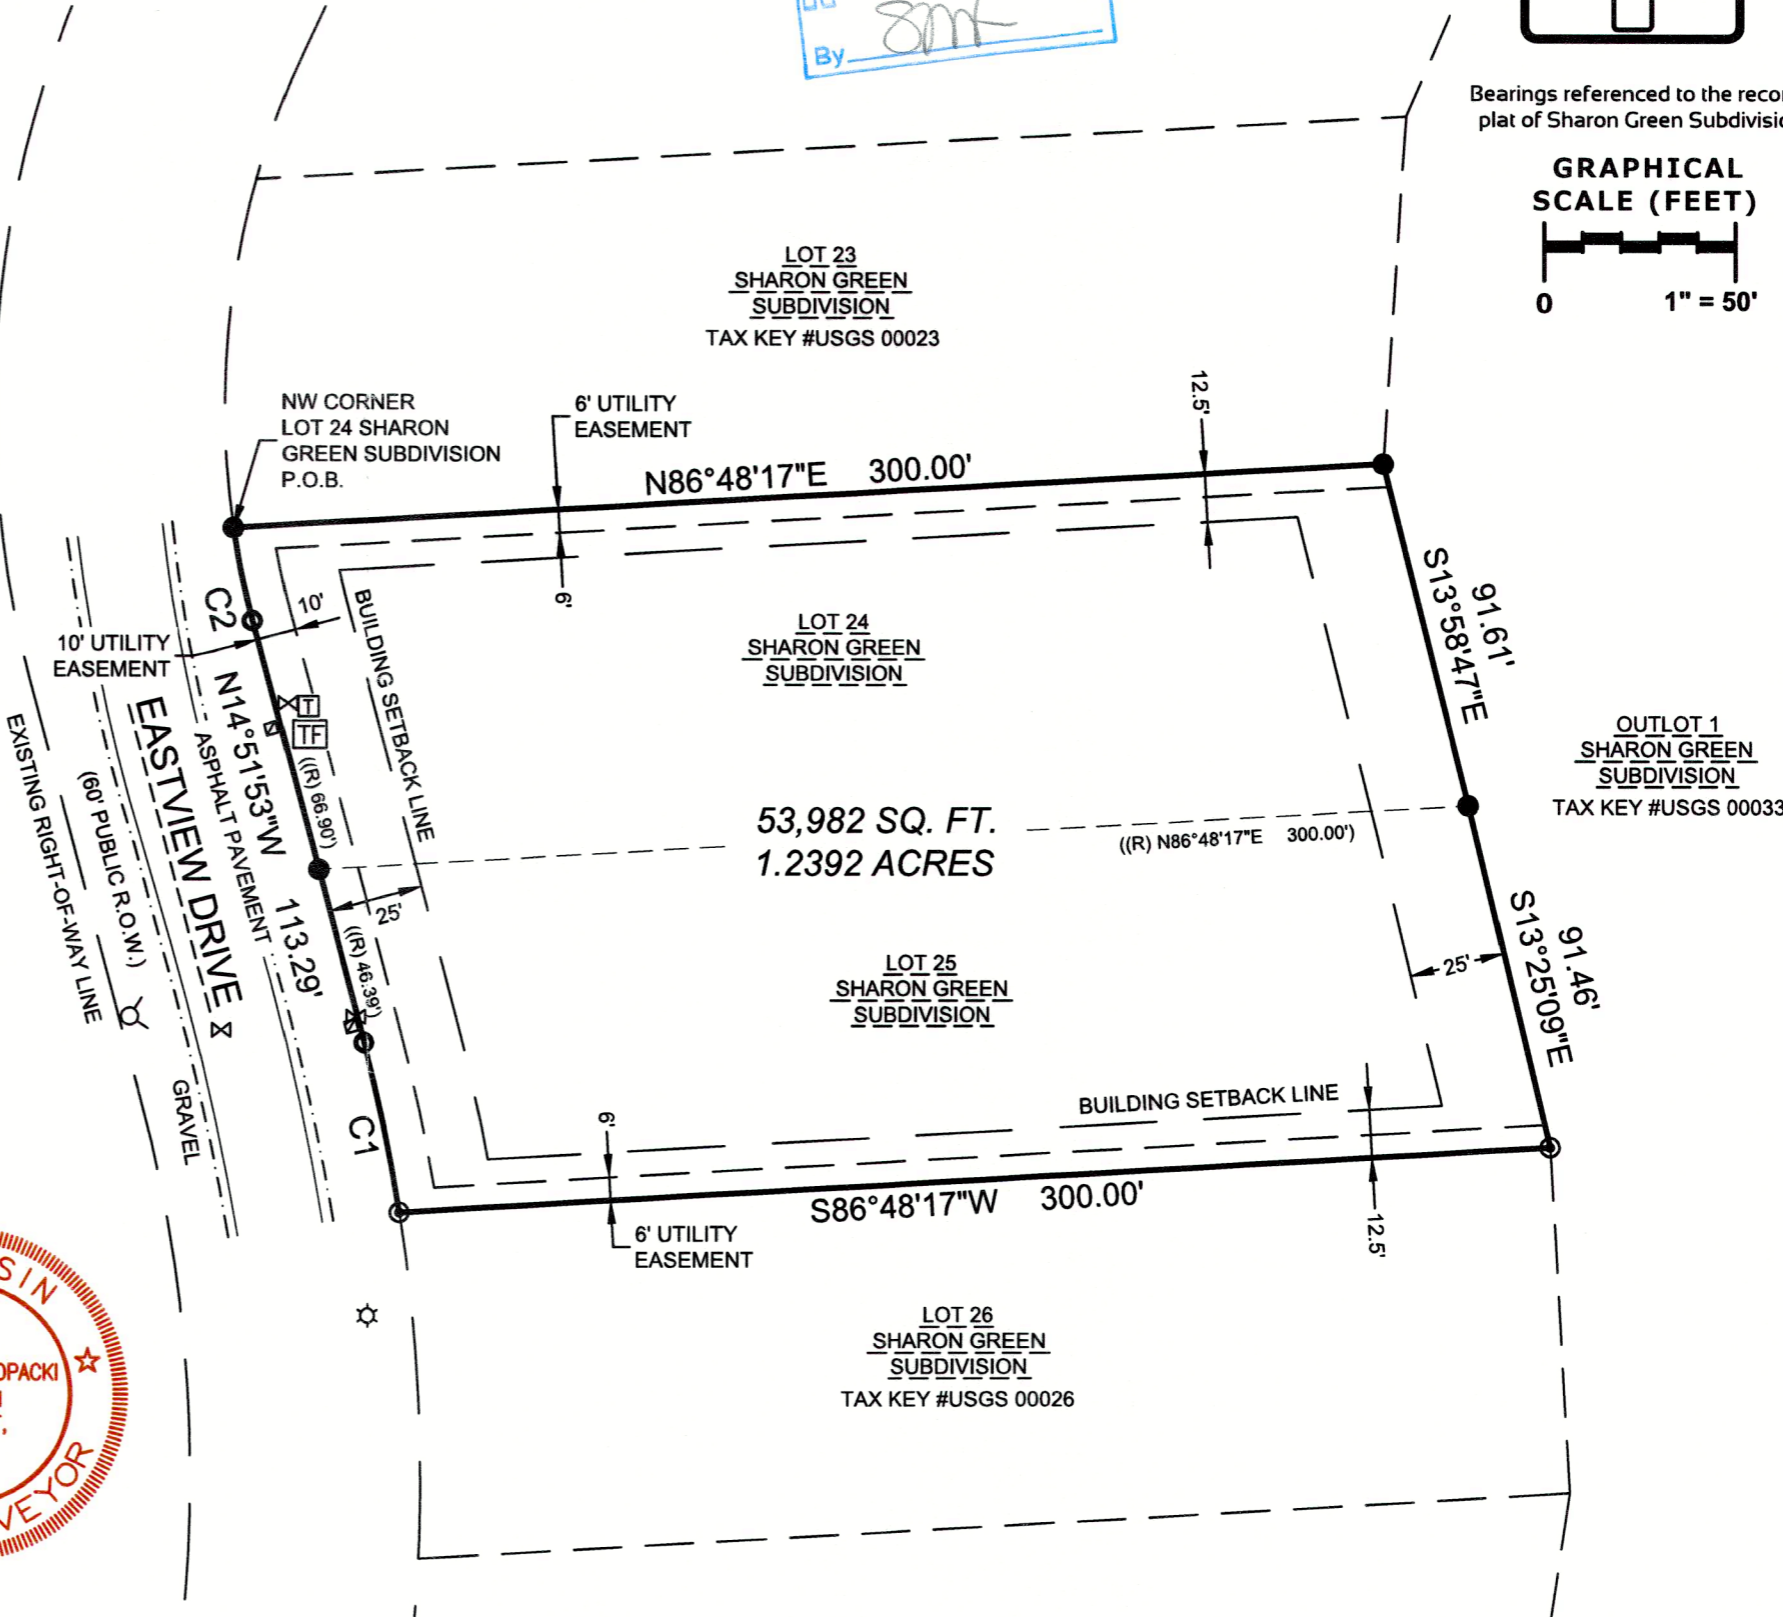 By
Bearings referenced to the
plat of Sharon Green
GRAPHICAL
SCALE (FEET)
0 1" = 50'
LOT 23
SHARON GREEN
SUBDIVISION
TAX KEY #USGS 00023
NW CORNER
LOT 24 SHARON
GREEN SUBDIVISION
P.O.B.
6' UTILITY
EASEMENT
12.5'
N86°48'17"E 300.00'
6'
C2
10'
10' UTILITY
EASEMENT
BUILDING SETBACK LINE
LOT 24
SHARON GREEN
SUBDIVISION
91.61'
S13°58'47"E
T
TF
N14°51'53"W 113.29'
((R) 66.90')
ASPHALT PAVEMENT
EASTVIEW DRIVE
(60' PUBLIC R.O.W.)
EXISTING RIGHT-OF-WAY LINE
OUTLOT 1
SHARON GREEN
SUBDIVISION
TAX KEY #USGS 00033
53,982 SQ. FT.
1.2392 ACRES
((R) N86°48'17"E 300.00')
25'
((R) 46.39')
LOT 25
SHARON GREEN
SUBDIVISION
25'
91.46'
S13°25'09"E
GRAVEL
C1
BUILDING SETBACK LINE
6'
S86°48'17"W 300.00'
6' UTILITY
EASEMENT
12.5'
LOT 26
SHARON GREEN
SUBDIVISION
TAX KEY #USGS 00026
SIN
OPACKI
VEYOR